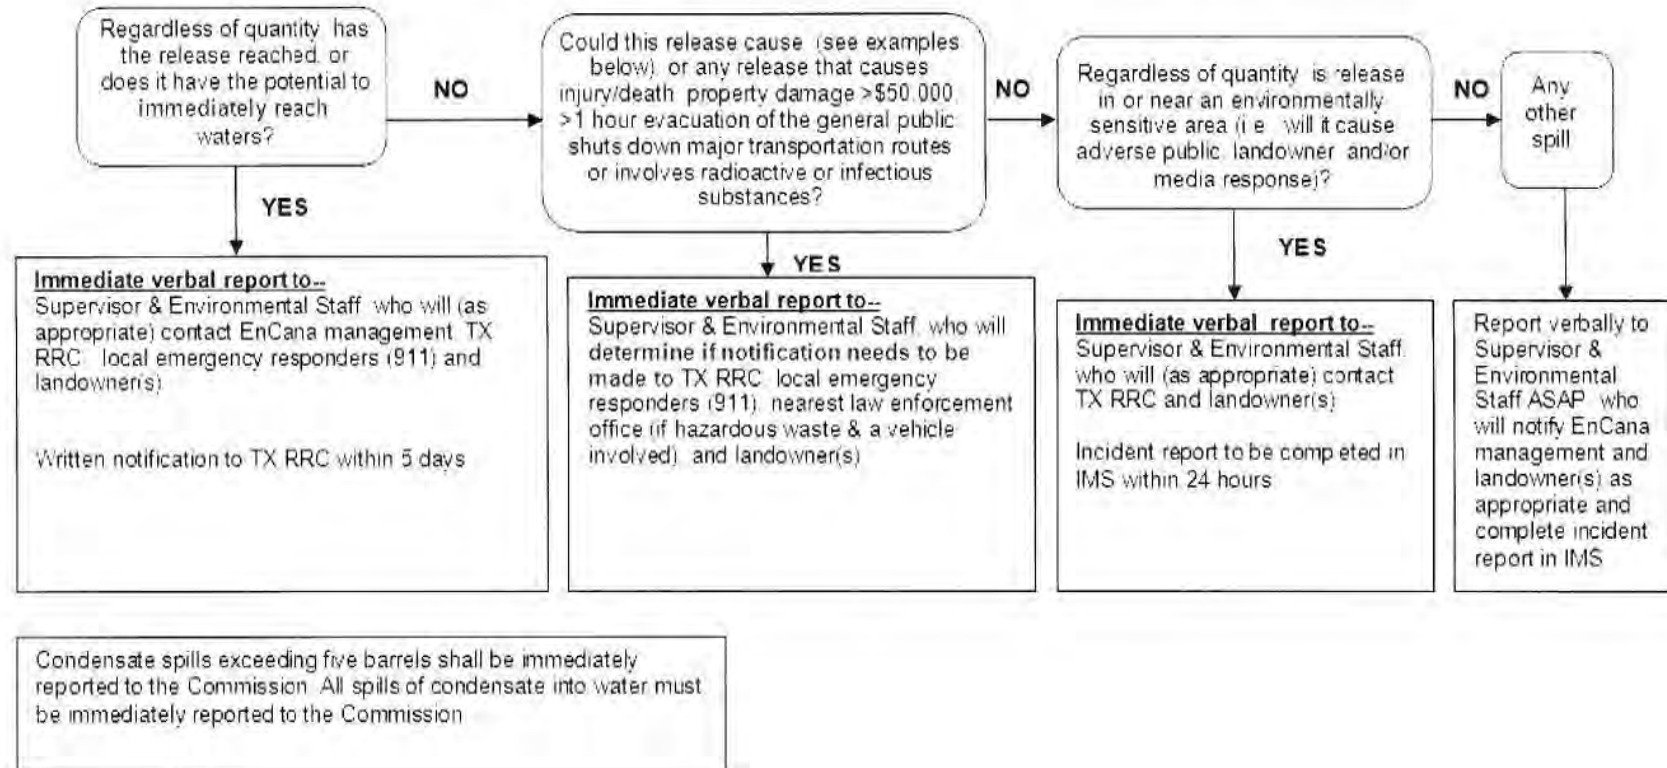 Regardless of quantity has
the release reached, or
does it have the potential to
immediately reach
waters?
NO
Could this release cause (see examples
below) or any release that causes
injury/death property damage >$50,000
>1 hour evacuation of the general public
shuts down major transportation routes
or involves radioactive or infectious
substances?
NO
Regardless of quantity is release
in or near an environmentally
sensitive area (i.e. will it cause
adverse public, landowner and/or
media response)?
NO
Any
other
spill
YES
YES
YES
Immediate verbal report to--
Supervisor & Environmental Staff who will (as
appropriate) contact EnCana management TX
RRC local emergency responders (911) and
landowner(s)
Written notification to TX RRC within 5 days
Immediate verbal report to--
Supervisor & Environmental Staff, who will
determine if notification needs to be
made to TX RRC local emergency
responders (911), nearest law enforcement
office (if hazardous waste & a vehicle
involved) and landowner(s)
Immediate verbal report to--
Supervisor & Environmental Staff
who will (as appropriate) contact
TX RRC and landowner(s)
Incident report to be completed in
IMS within 24 hours
Report verbally to
Supervisor &
Environmental
Staff ASAP who
will notify EnCana
management and
landowner(s) as
appropriate and
complete incident
report in IMS
Condensate spills exceeding five barrels shall be immediately
reported to the Commission All spills of condensate into water must
be immediately reported to the Commission